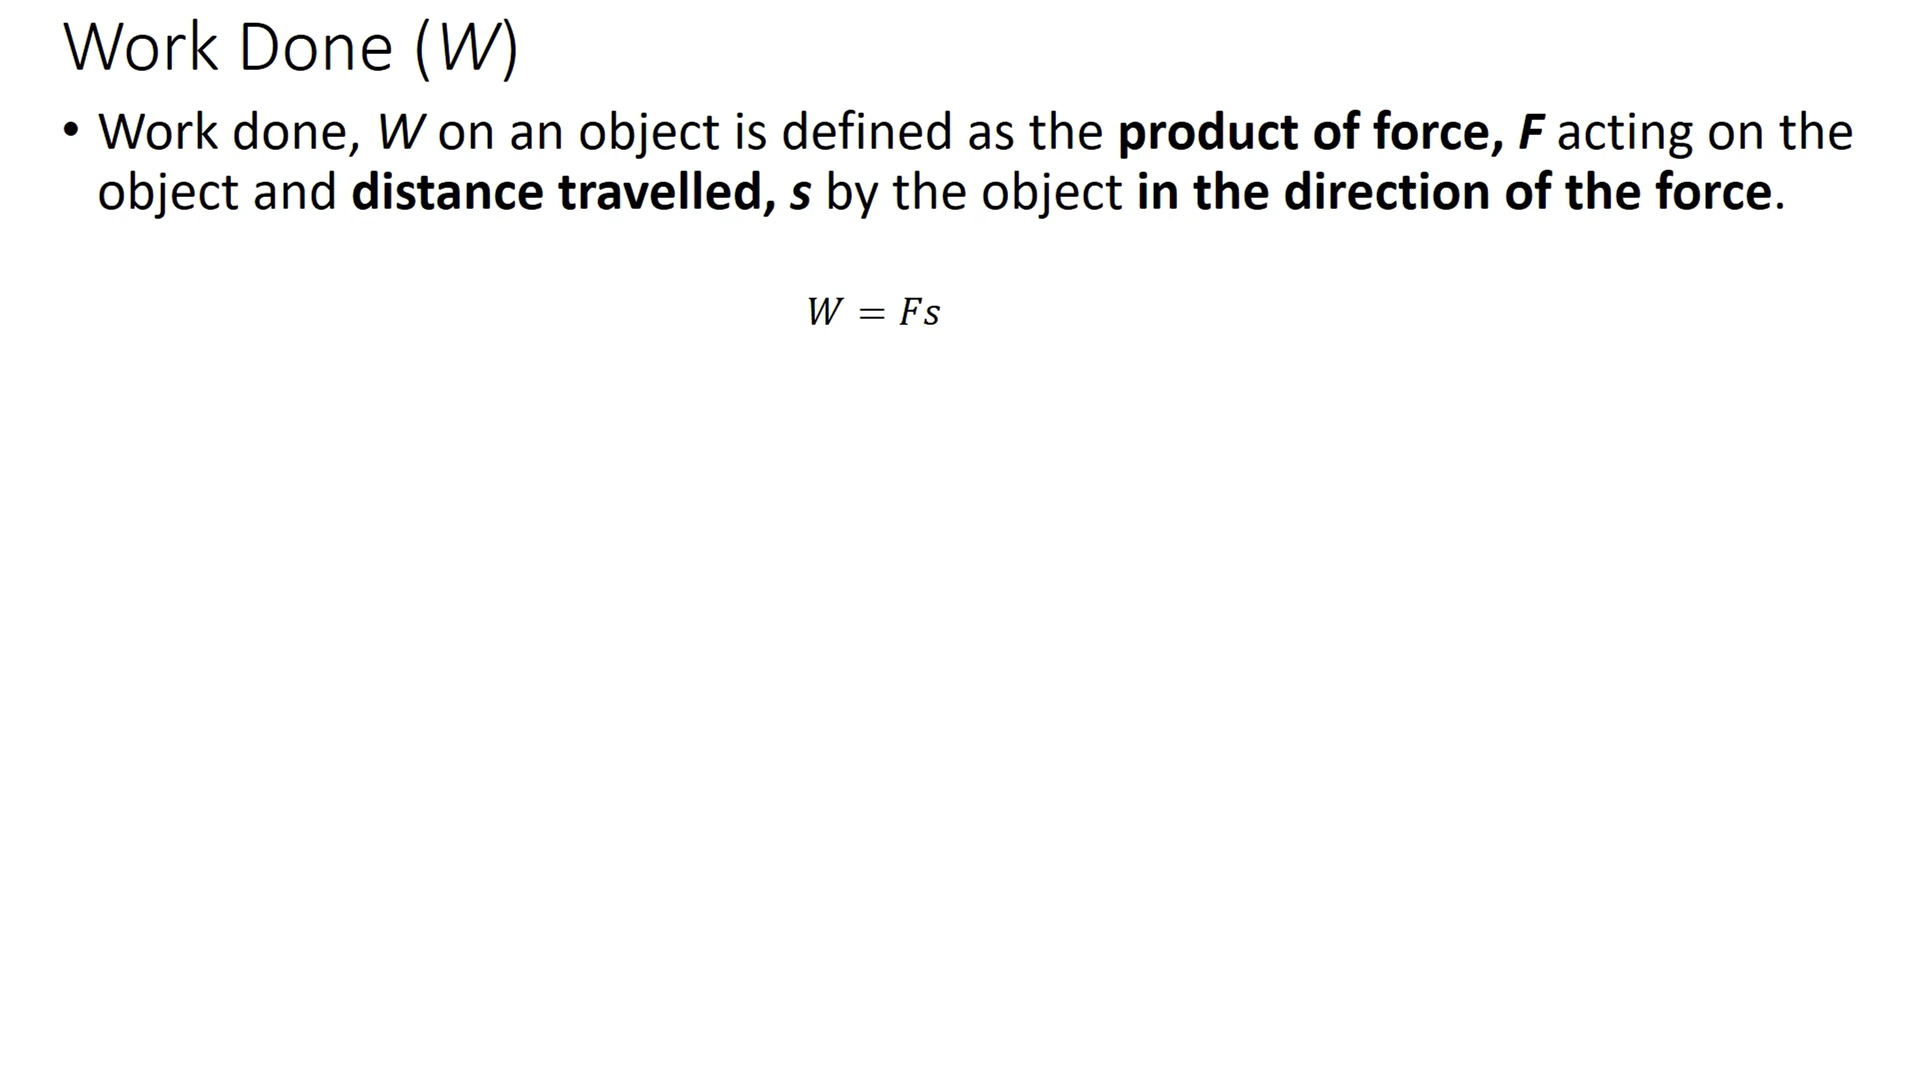 Work Done (W)
• Work done, W on an object is defined as the product of force, F acting on the
object and distance travelled, s by the object in the direction of the force.
W = Fs